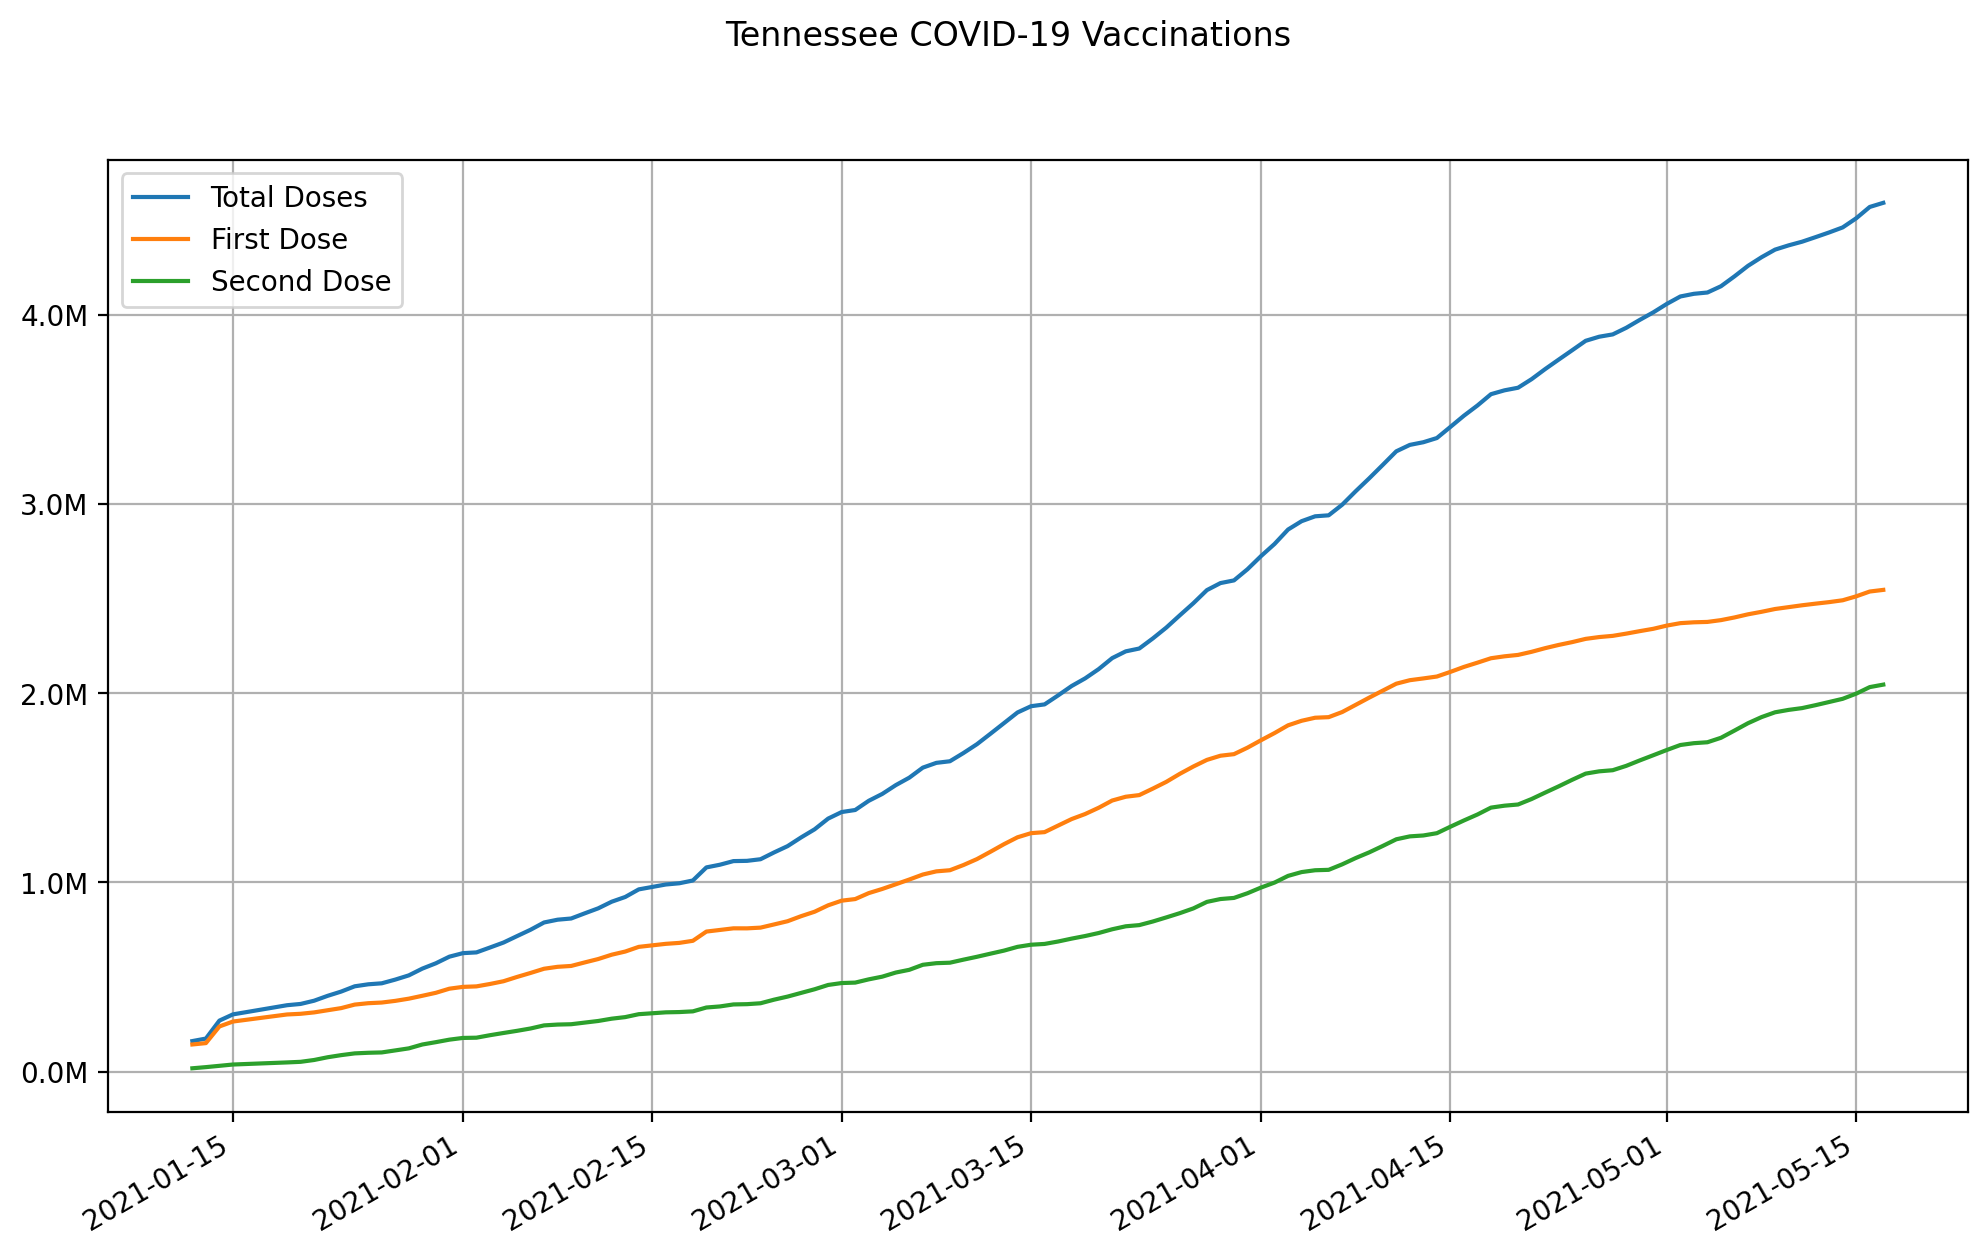 Tennessee COVID-19 Vaccinations
Total Doses
First Dose
Second Dose
4.0M
3.0M
2.0M
1.0M
0.0M
2021-01-15
2021-02-01
2021-02-15
2021-03-01
2021-03-15
2021-04-01
2021-04-15
2021-05-01
2021-05-15